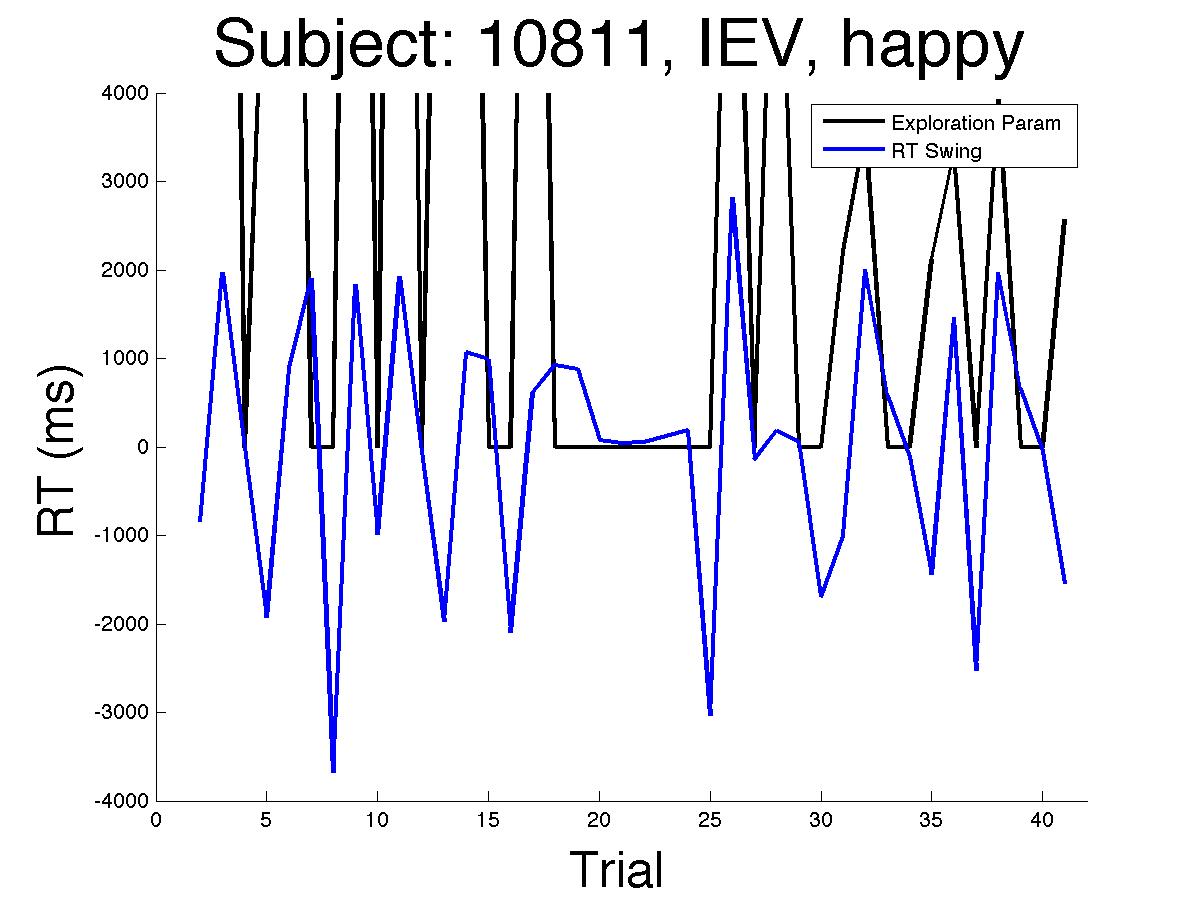 Subject: 10811, IEV, happy
4000
3000
2000
1000
0
-1000
-2000
-3000
-4000
RT (ms)
Exploration Param
RT Swing
0 5 10 15 20 25 30 35 40
Trial